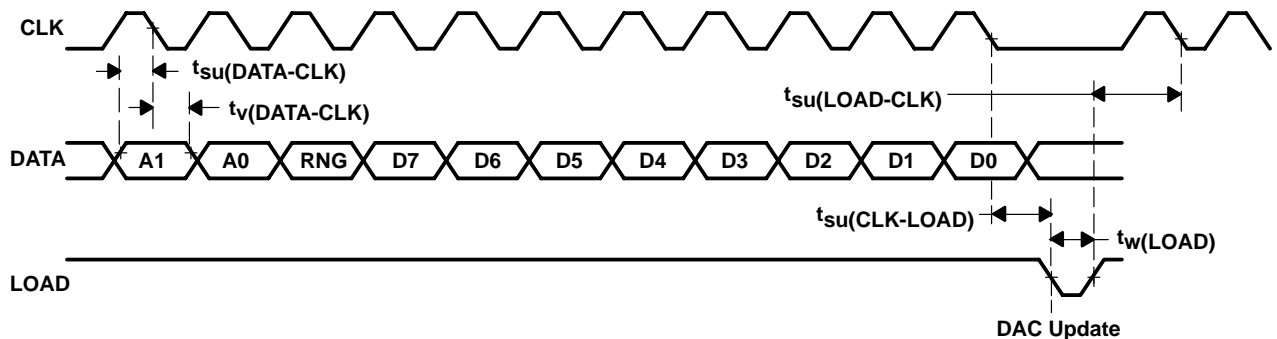 CLK
tsu(DATA-CLK)
tsu(LOAD-CLK)
tv(DATA-CLK)
DATA
A1 A0 RNG D7 D6 D5 D4 D3 D2 D1 D0
tsu(CLK-LOAD)
tw(LOAD)
LOAD
DAC Update